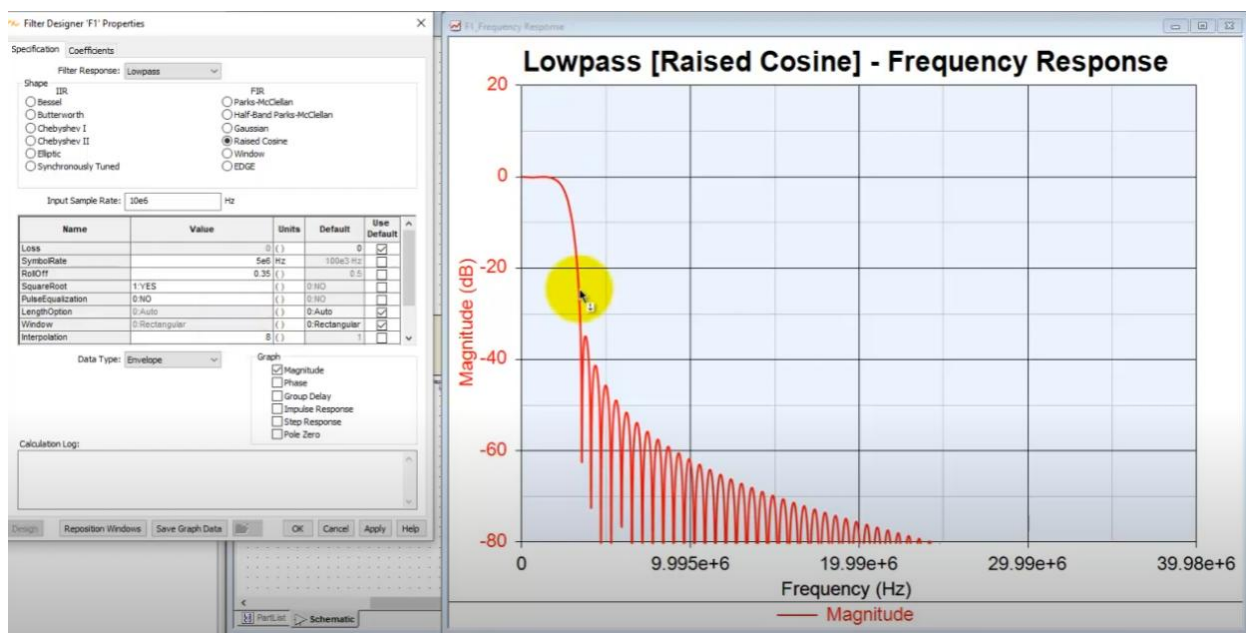 Filter Designer 'F1' Properties
Specification Coefficients
Filter Response: Lowpass
Shape
IIR FIR
Bessel Parks-McClellan
Butterworth Half-Band Parks-McClellan
Chebyshev I Gaussian
Chebyshev II Raised Cosine
Elliptic Window
Synchronously Tuned EDGE
Input Sample Rate: 10e6 Hz
Name Value Units Default Use Default
Loss 0 ( ) 0
SymbolRate 5e6 Hz 100e3 Hz
RollOff 0.35 ( ) 0.5
SquareRoot 1:YES ( ) 0:NO
PulseEqualization 0:NO ( ) 0:NO
LengthOption 0:Auto ( ) 0:Auto
Window 0:Rectangular ( ) 0:Rectangular
Interpolation 8 ( ) 1
Data Type: Envelope
Graph
Magnitude
Phase
Group Delay
Impulse Response
Step Response
Pole Zero
Calculation Log:
Design Reposition Windows Save Graph Data OK Cancel Apply Help
PartList Schematic
F1_Frequency Response
Lowpass [Raised Cosine] - Frequency Response
20
0
-20
-40
-60
-80
Magnitude (dB)
0 9.995e+6 19.99e+6 29.99e+6 39.98e+6
Frequency (Hz)
Magnitude